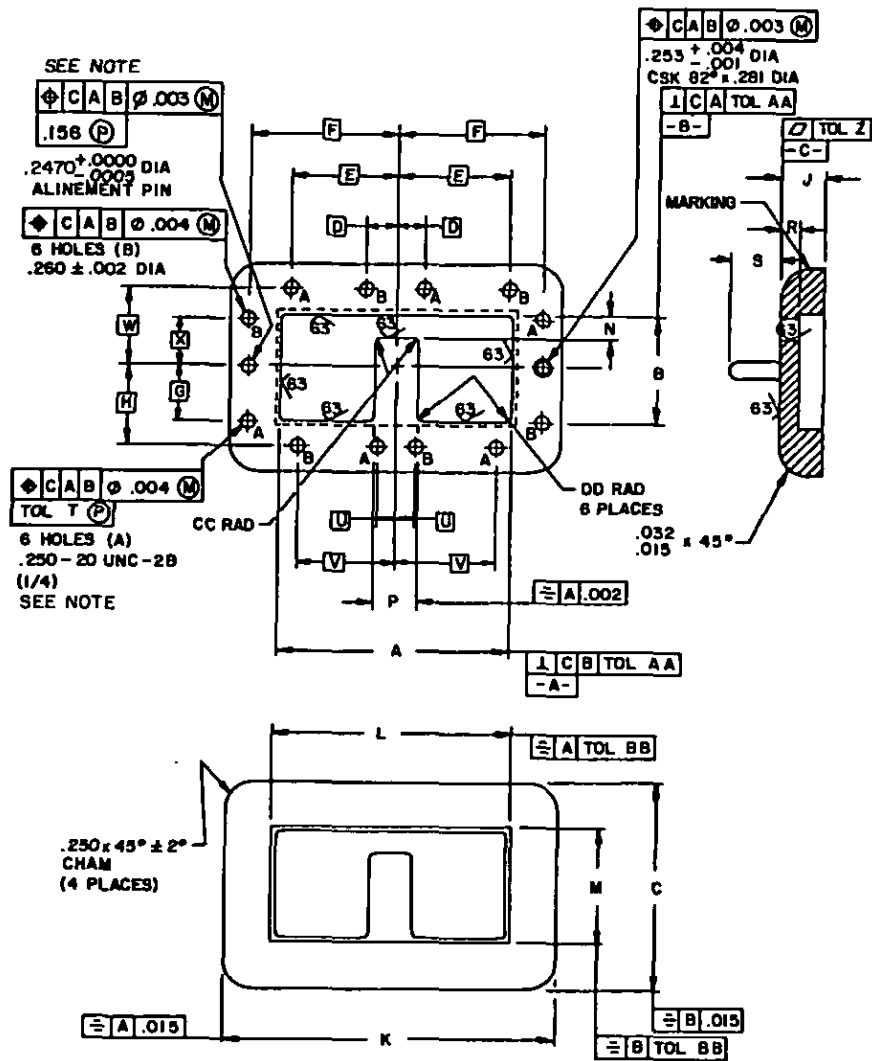 ⌖ C A B ⌀ .003 Ⓜ
.253 +.004 -.001 DIA
CSK 82° x .281 DIA
⊥ C A TOL AA
-B-
SEE NOTE
⌖ C A B ⌀ .003 Ⓜ
.156 Ⓟ
.2470 +.0000 -.0005 DIA
ALINEMENT PIN
⌖ C A B ⌀ .004 Ⓜ
6 HOLES (B)
.260 ± .002 DIA
F F
E E
D D
⏥ TOL Z
-C-
J
MARKING
R
S
A B A B
B A
W X N
63 63 63
63
63 63
63
63
G H B
A B
B A B A
⌖ C A B ⌀ .004 Ⓜ
TOL T Ⓟ
6 HOLES (A)
.250-20 UNC-2B
(1/4)
SEE NOTE
CC RAD
DD RAD
6 PLACES
.032
.015 x 45°
U U
V V
P
⌯ A .002
A
⊥ C B TOL AA
-A-
L
⌯ A TOL BB
.250 x 45° ± 2°
CHAM
(4 PLACES)
M C
⌯ A .015
K
⌯ B .015
⌯ B TOL BB